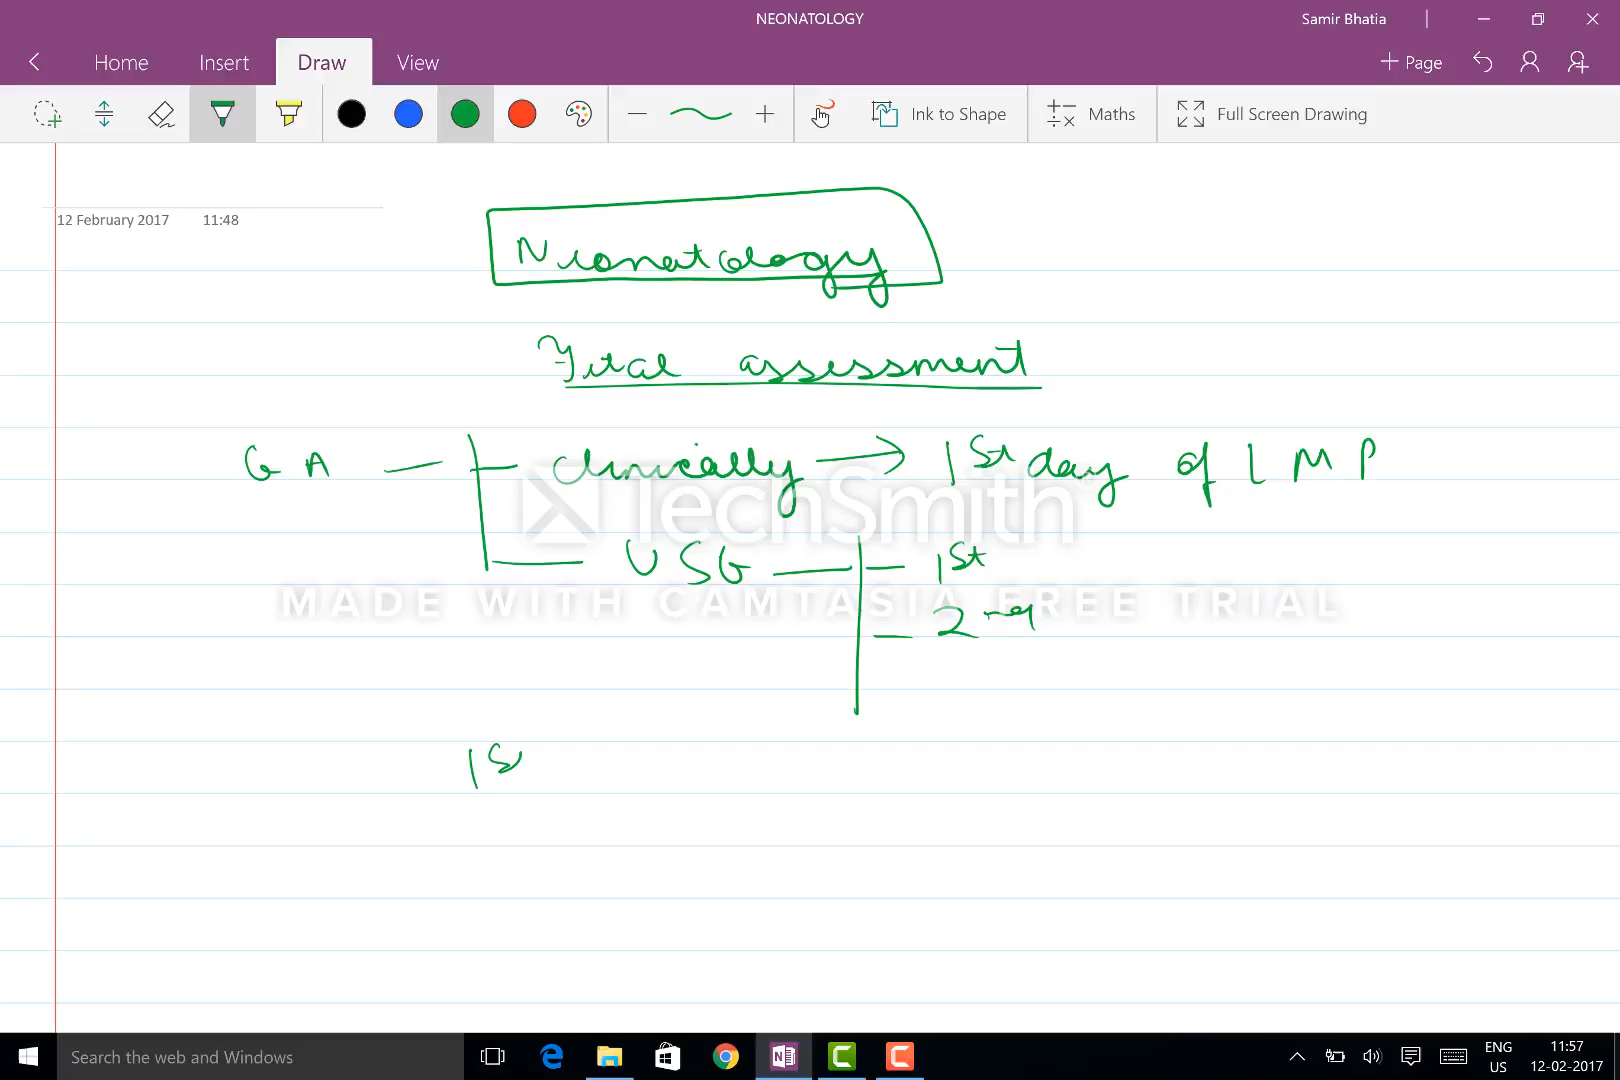 NEONATOLOGY
Samir Bhatia
Home Insert Draw View
Page
Ink to Shape Maths Full Screen Drawing
12 February 2017 11:48
Neonatology
Fetal assessment
GA — clinically → 1st day of LMP
TechSmith
USG — 1st
MADE WITH CAMTASIA FREE TRIAL
2nd
1s
Search the web and Windows
ENG 11:57
US 12-02-2017